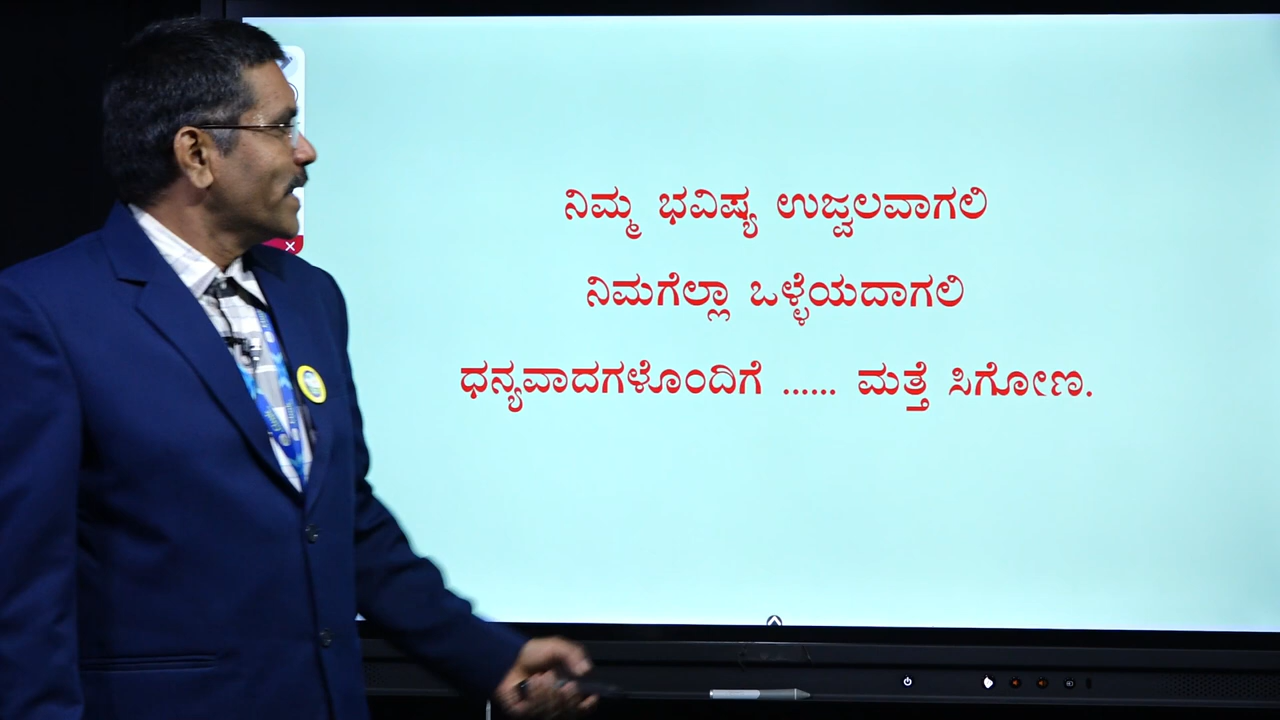 ನಿಮ್ಮ ಭವಿಷ್ಯ ಉಜ್ವಲವಾಗಲಿ
ನಿಮಗೆಲ್ಲಾ ಒಳ್ಳೆಯದಾಗಲಿ
ಧನ್ಯವಾದಗಳೊಂದಿಗೆ ...... ಮತ್ತೆ ಸಿಗೋಣ.